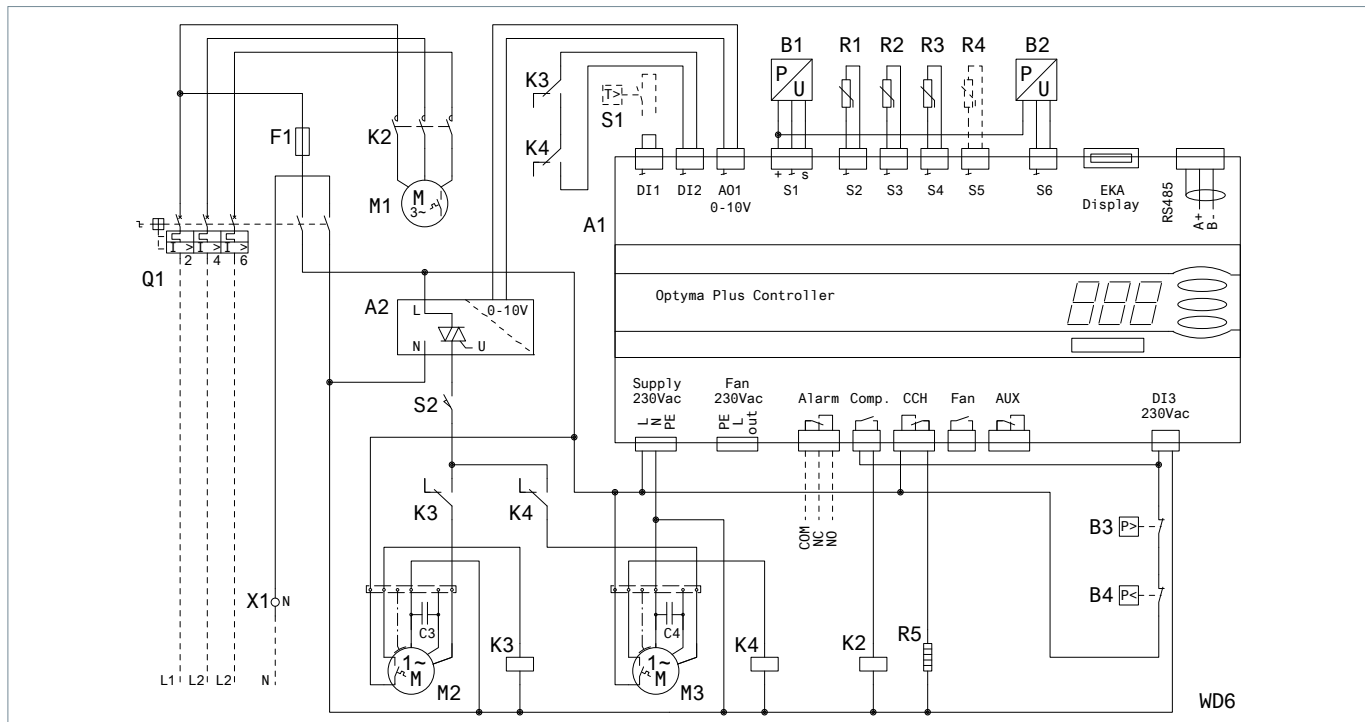 B1 R1 R2 R3 R4 B2
K3
P U
P U
T>
S1
F1
K2
K4
DI1 DI2 AO1 0-10V + - s S1 S2 S3 S4 S5 S6 EKA Display RS485 A+ B-
M 3~
M1
A1
I > I > I >
2 4 6
Q1
Optyma Plus Controller
A2
L 0-10V
N U
S2
Supply 230Vac L N PE
Fan 230Vac PE L out
Alarm Comp. CCH Fan AUX
DI3 230Vac
K3 K4
COM NC NO
B3 P>
B4 P<
X1 N
C3 C4
K3 K4 K2 R5
1~ M
M2
1~ M
M3
L1 L2 L2 N
WD6